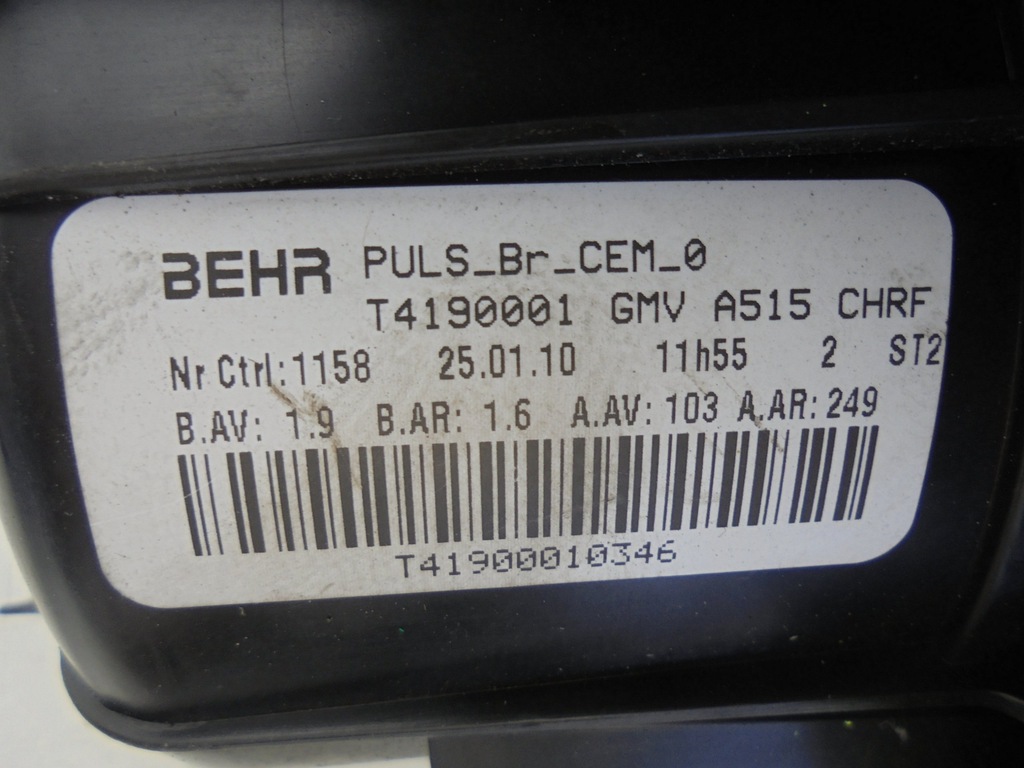 BEHR PULS_Br_CEM_0
T4190001 GMV A515 CHRF
Nr Ctrl:1158 25.01.10 11h55 2 ST2
B.AV: 1.9 B.AR: 1.6 A.AV: 103 A.AR: 249
T41900010346